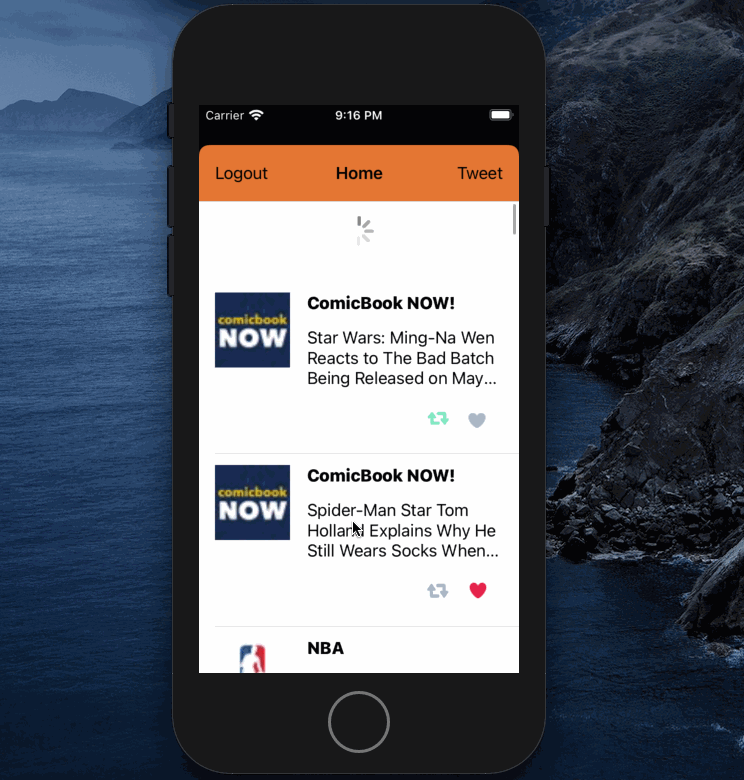 Carrier 9:16 PM
Logout Home Tweet
comicbook
NOW
ComicBook NOW!
Star Wars: Ming-Na Wen
Reacts to The Bad Batch
Being Released on May...
comicbook
NOW
ComicBook NOW!
Spider-Man Star Tom
Holland Explains Why He
Still Wears Socks When...
NBA